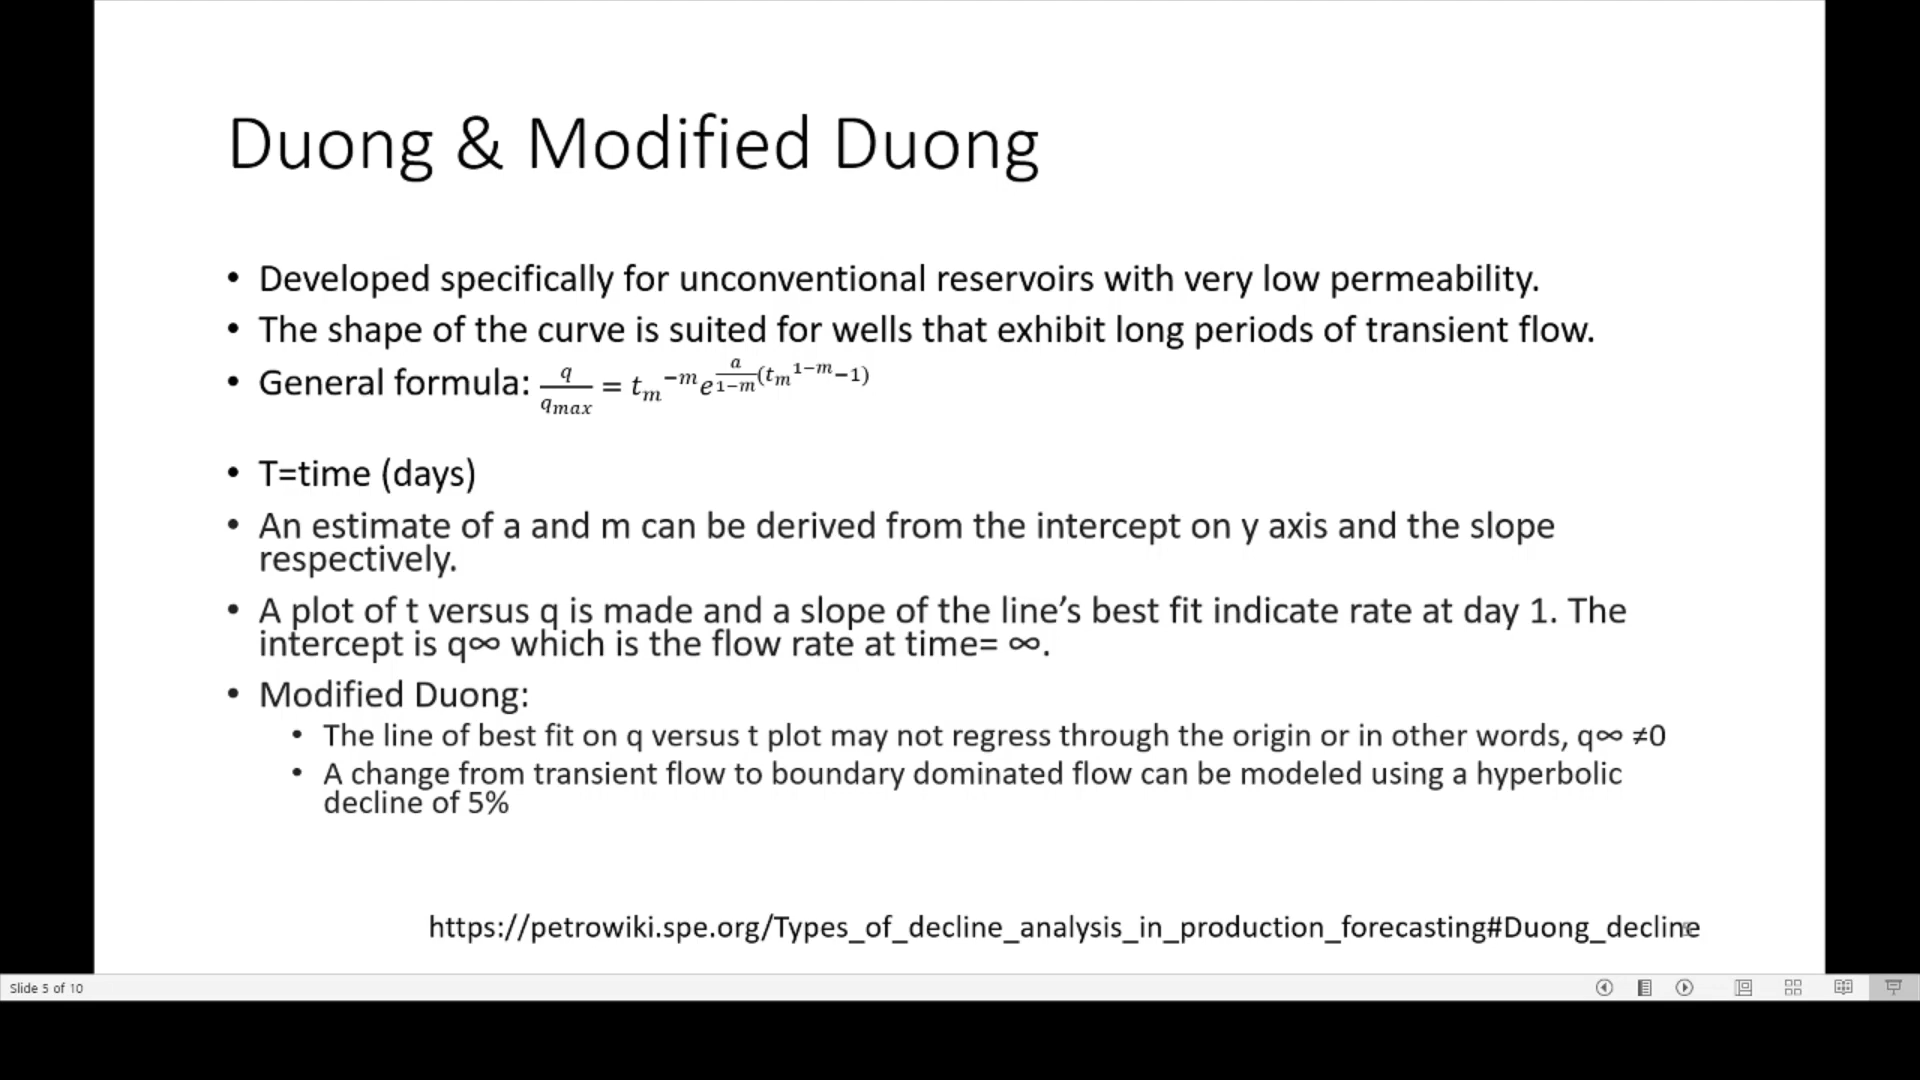 Duong & Modified Duong
• Developed specifically for unconventional reservoirs with very low permeability.
• The shape of the curve is suited for wells that exhibit long periods of transient flow.
• General formula: q/q_max = t_m^(−m) e^(a/(1−m) (t_m^(1−m) −1))
• T=time (days)
• An estimate of a and m can be derived from the intercept on y axis and the slope
respectively.
• A plot of t versus q is made and a slope of the line’s best fit indicate rate at day 1. The
intercept is q∞ which is the flow rate at time= ∞.
• Modified Duong:
• The line of best fit on q versus t plot may not regress through the origin or in other words, q∞ ≠0
• A change from transient flow to boundary dominated flow can be modeled using a hyperbolic
decline of 5%
https://petrowiki.spe.org/Types_of_decline_analysis_in_production_forecasting#Duong_decline
Slide 5 of 10